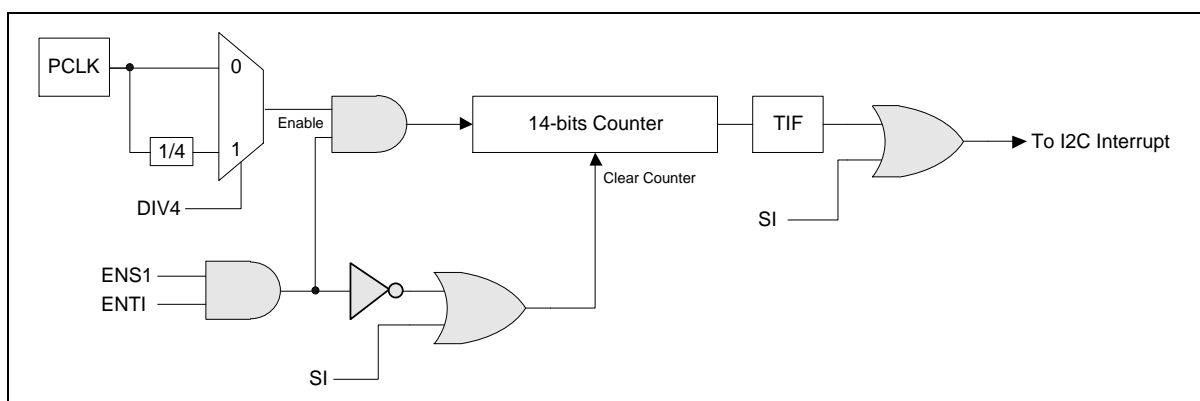 PCLK
0
1/4
1
DIV4
Enable
14-bits Counter
TIF
To I2C Interrupt
Clear Counter
SI
ENS1
ENTI
SI